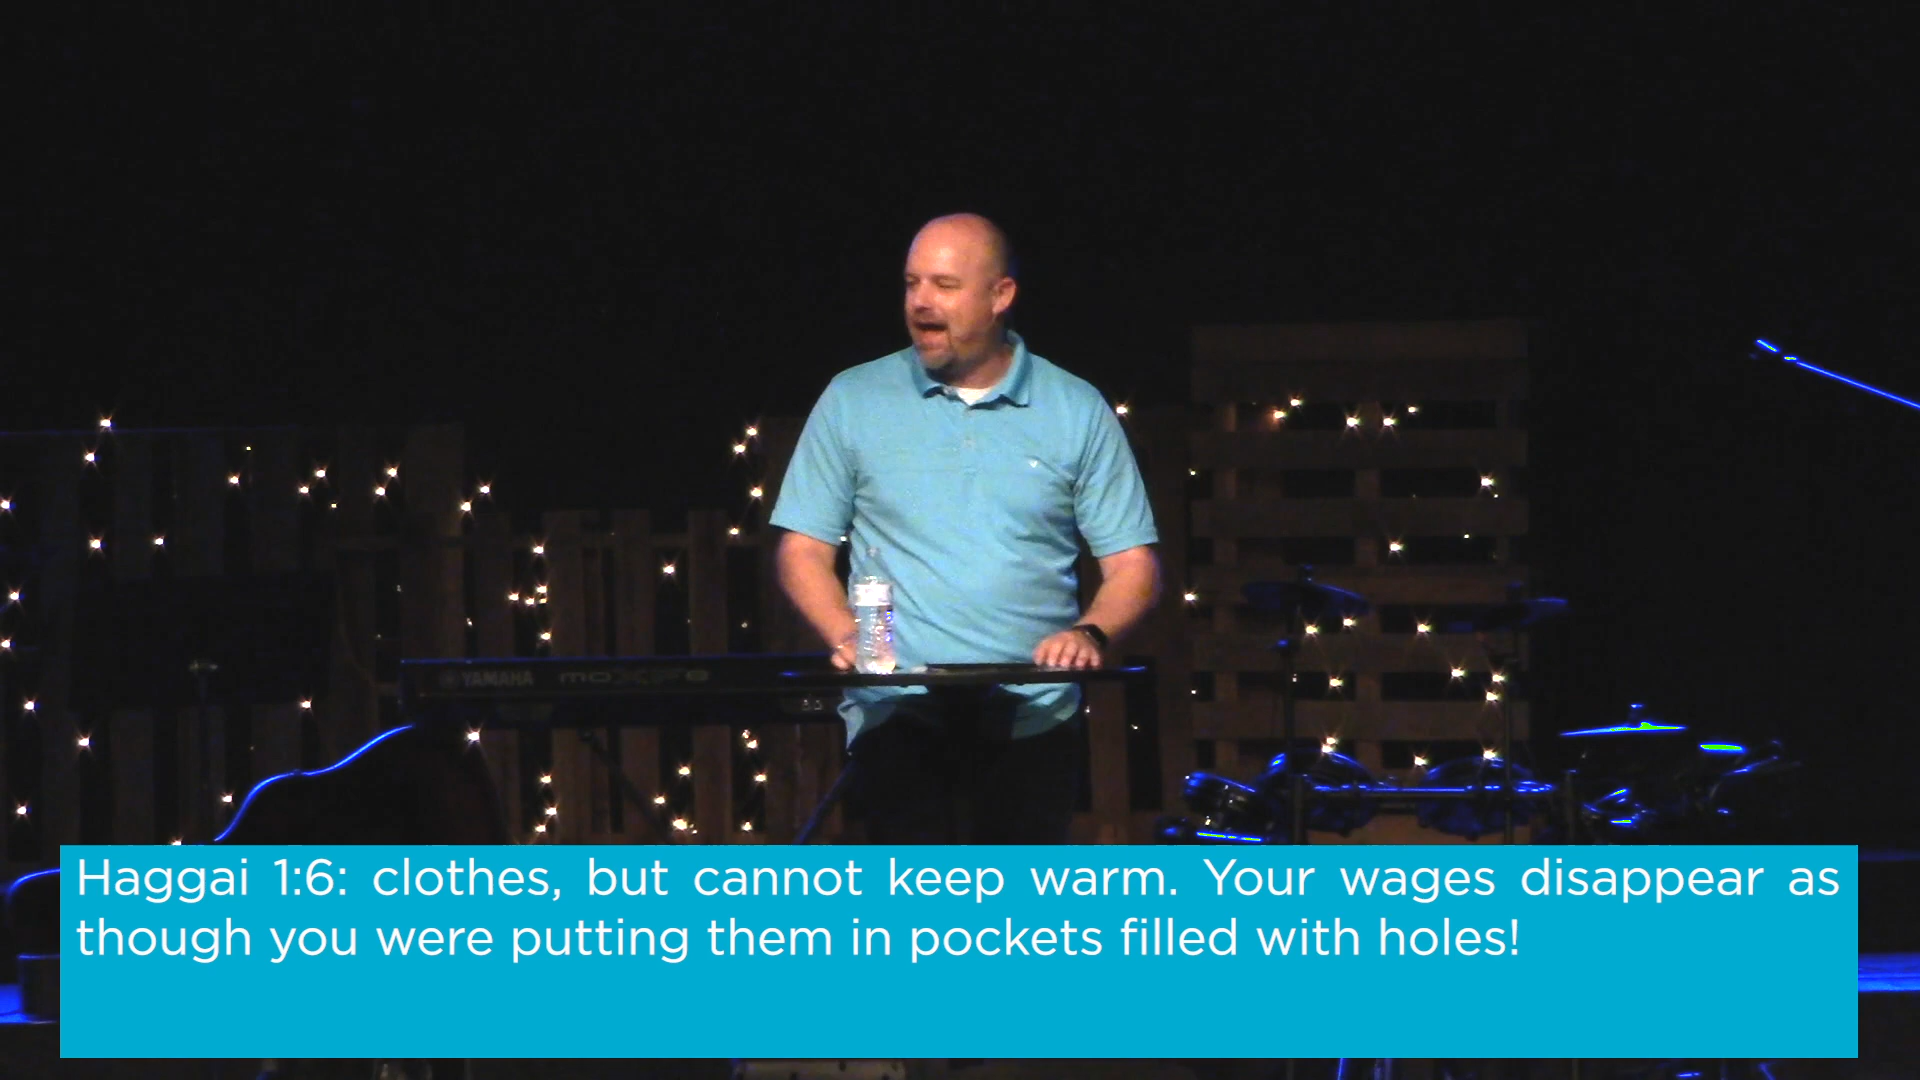 YAMAHA MOXF8
Haggai 1:6: clothes, but cannot keep warm. Your wages disappear as
though you were putting them in pockets filled with holes!